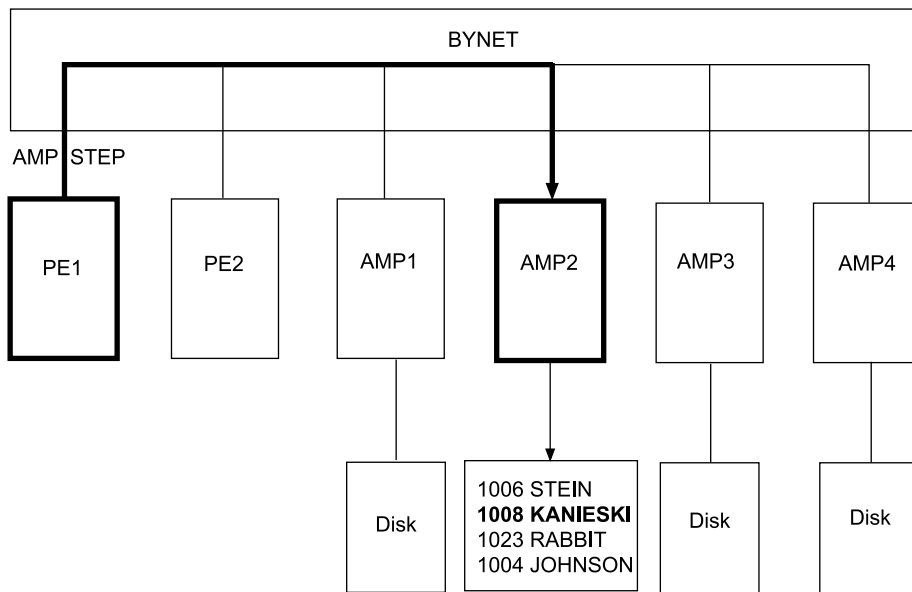 BYNET
AMP STEP
PE1
PE2
AMP1
AMP2
AMP3
AMP4
Disk
1006 STEIN
1008 KANIESKI
1023 RABBIT
1004 JOHNSON
Disk
Disk